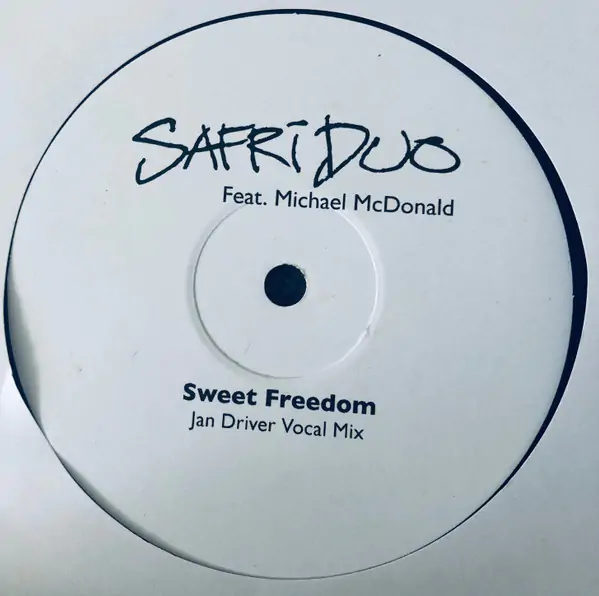 SAFRI DUO
Feat. Michael McDonald
Sweet Freedom
Jan Driver Vocal Mix